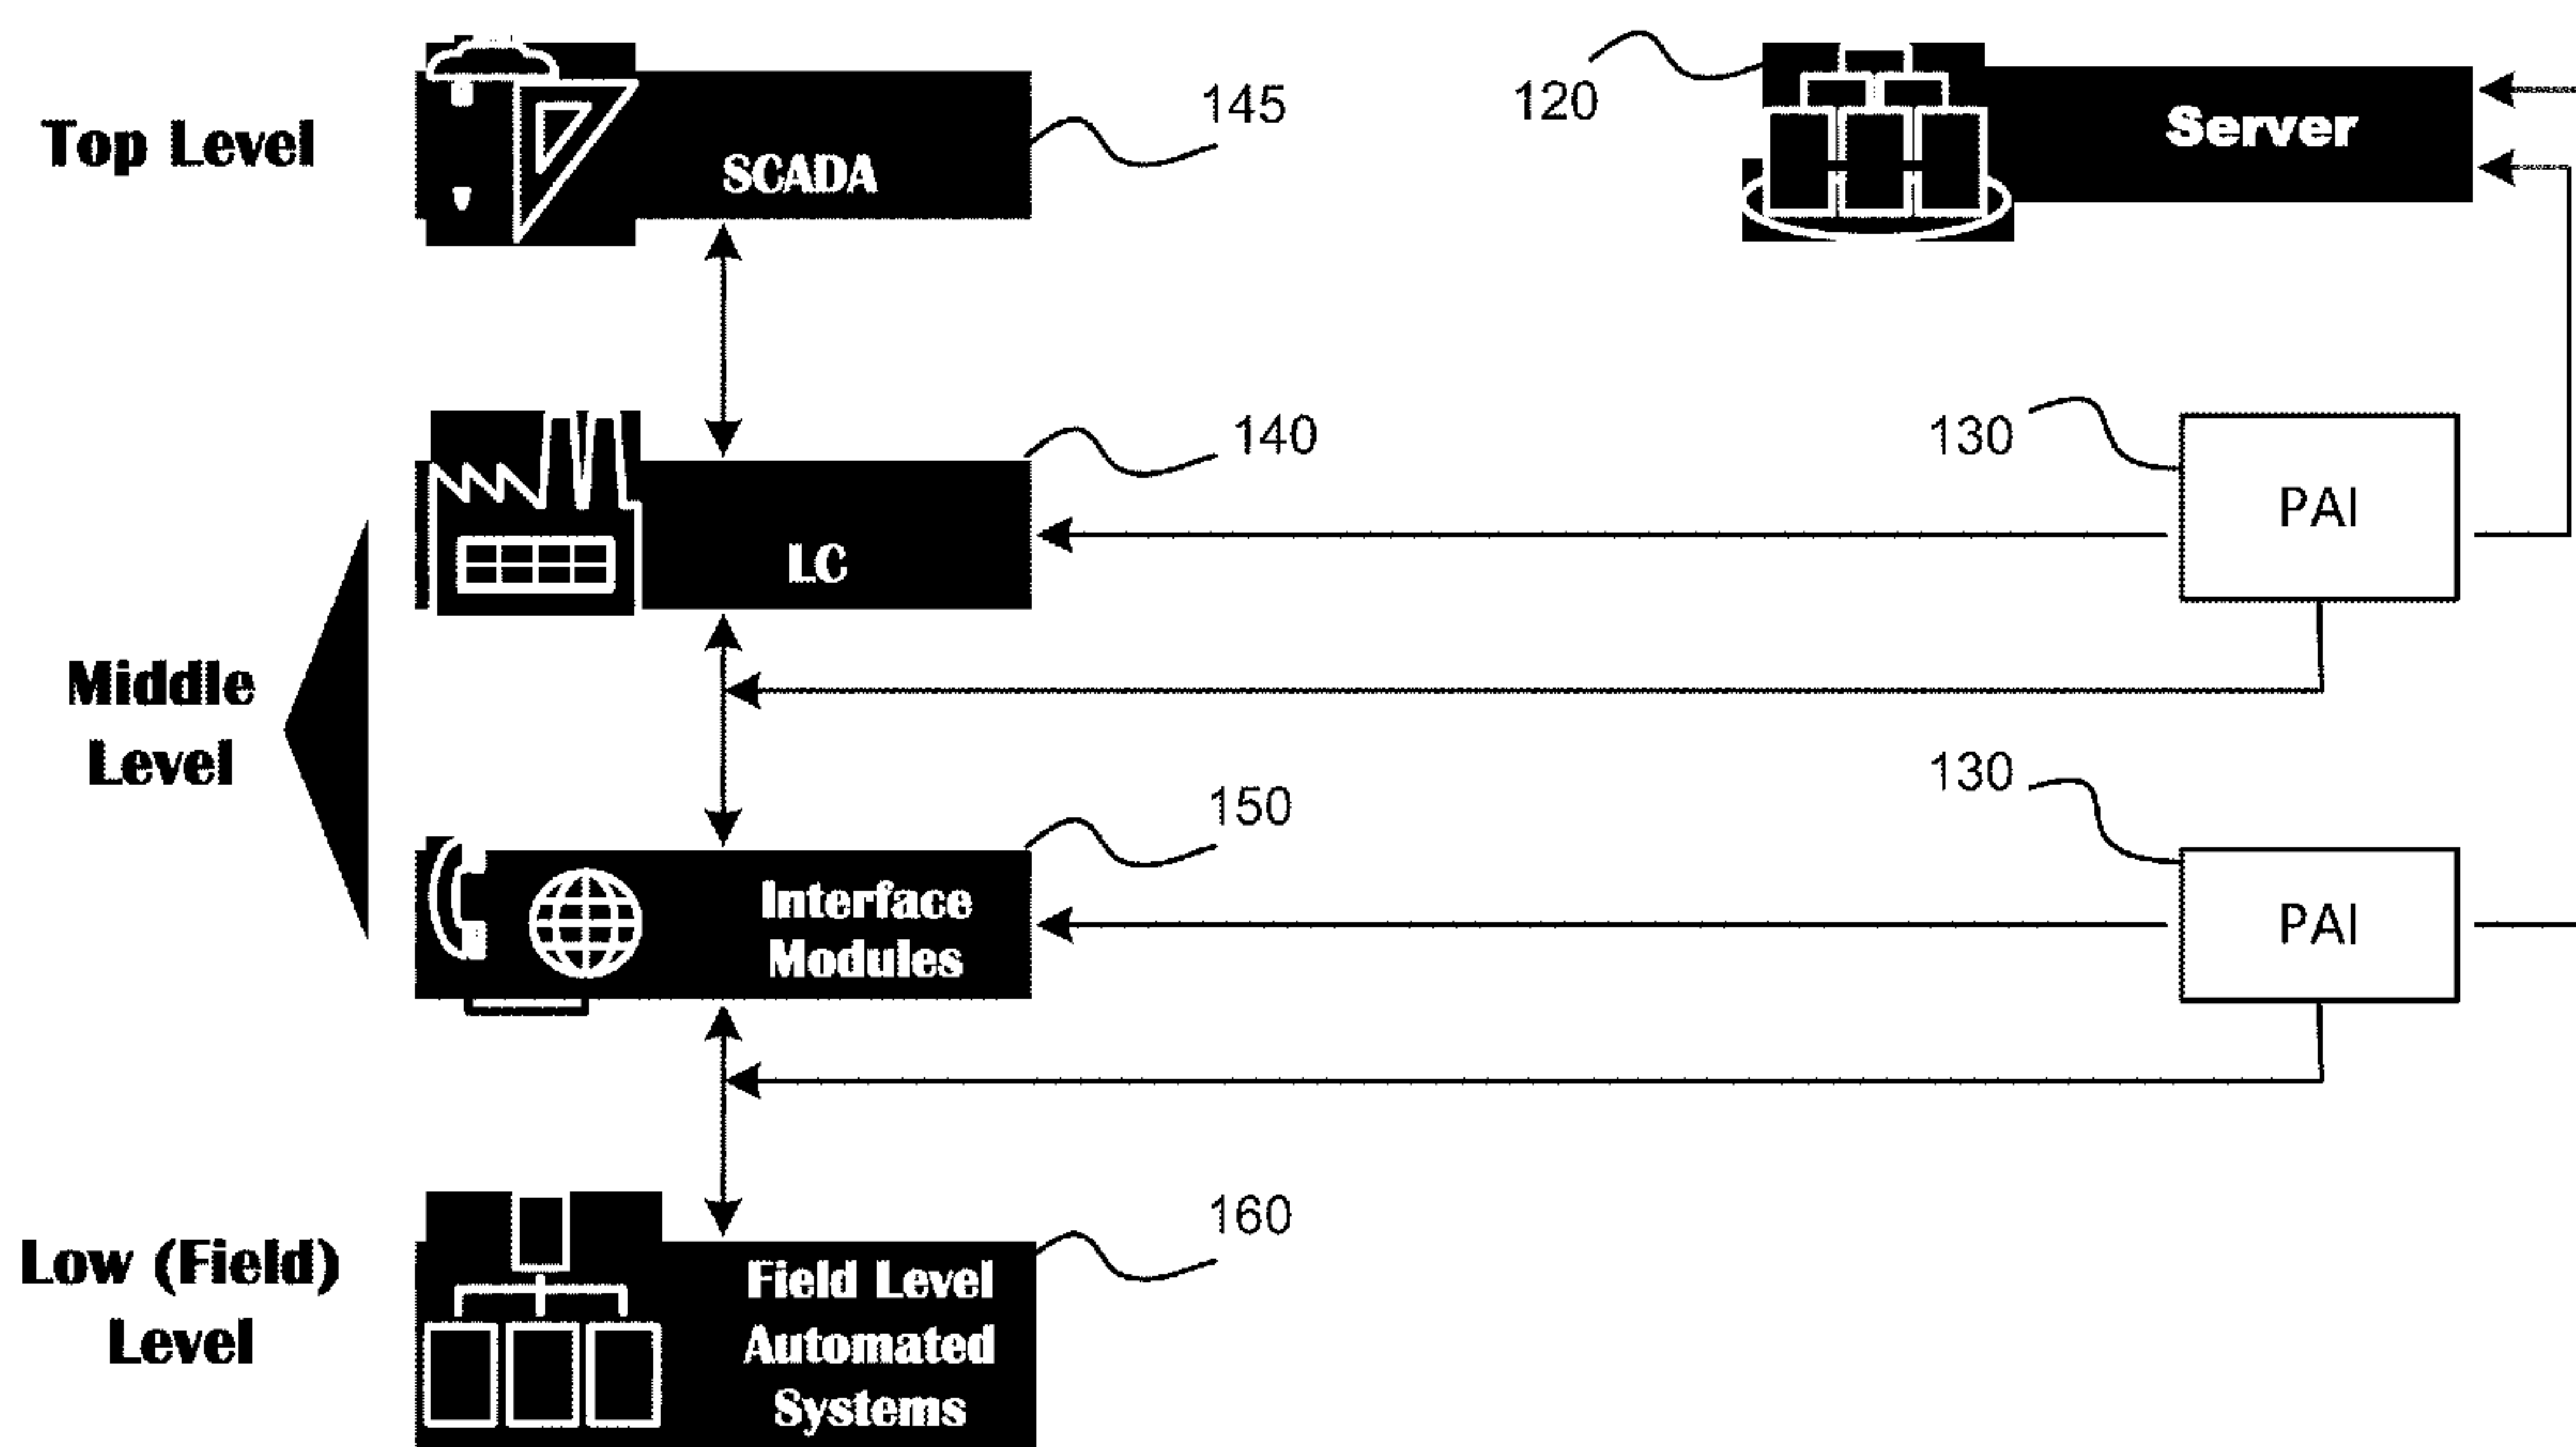 Top Level
SCADA
145
120
Server
140
LC
130
PAI
Middle
Level
150
Interface
Modules
130
PAI
Low (Field)
Level
160
Field Level
Automated
Systems